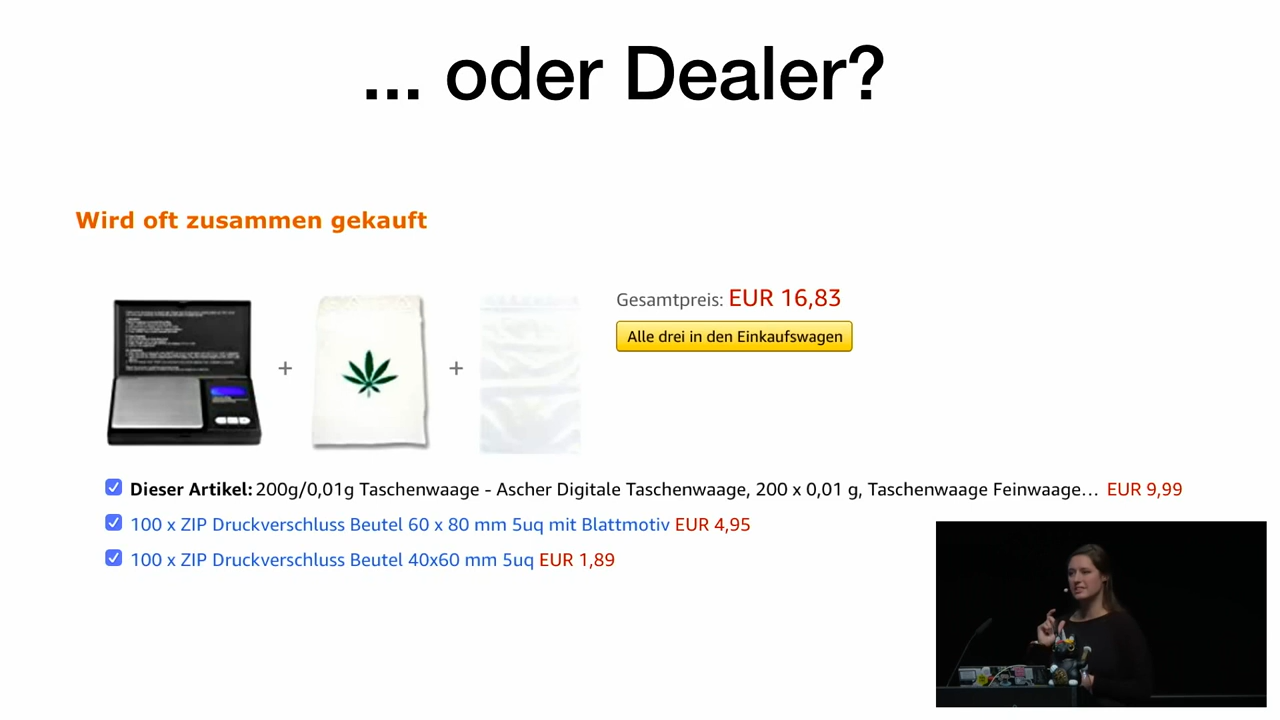 ... oder Dealer?
Wird oft zusammen gekauft
Gesamtpreis: EUR 16,83
Alle drei in den Einkaufswagen
+
+
Dieser Artikel: 200g/0,01g Taschenwaage - Ascher Digitale Taschenwaage, 200 x 0,01 g, Taschenwaage Feinwaage… EUR 9,99
100 x ZIP Druckverschluss Beutel 60 x 80 mm 5uq mit Blattmotiv EUR 4,95
100 x ZIP Druckverschluss Beutel 40x60 mm 5uq EUR 1,89